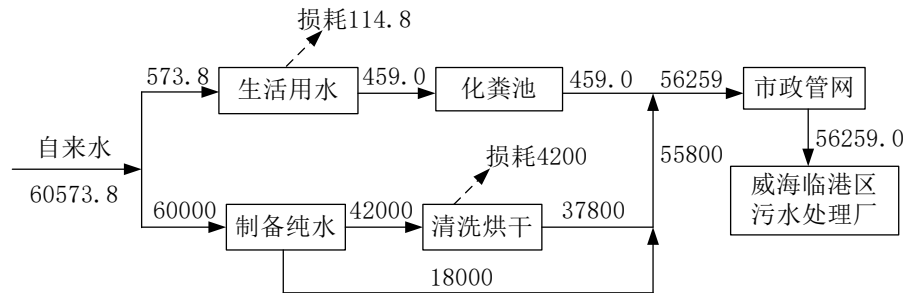 损耗114.8
573.8
生活用水
459.0
化粪池
459.0
56259
市政管网
自来水
60573.8
损耗4200
55800
56259.0
60000
制备纯水
42000
清洗烘干
37800
威海临港区
污水处理厂
18000